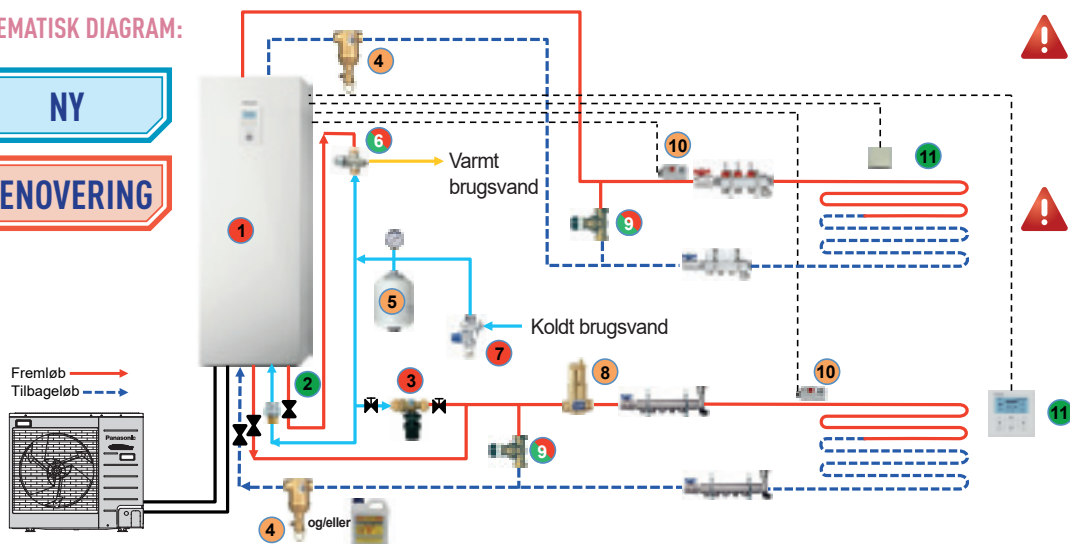 EMATISK DIAGRAM:
NY
ENOVERING
4
6
Varmt
brugsvand
10
11
1
9
5
Koldt brugsvand
7
Fremløb
Tilbageløb
2
3
8
10
11
Panasonic
9
4
og/eller